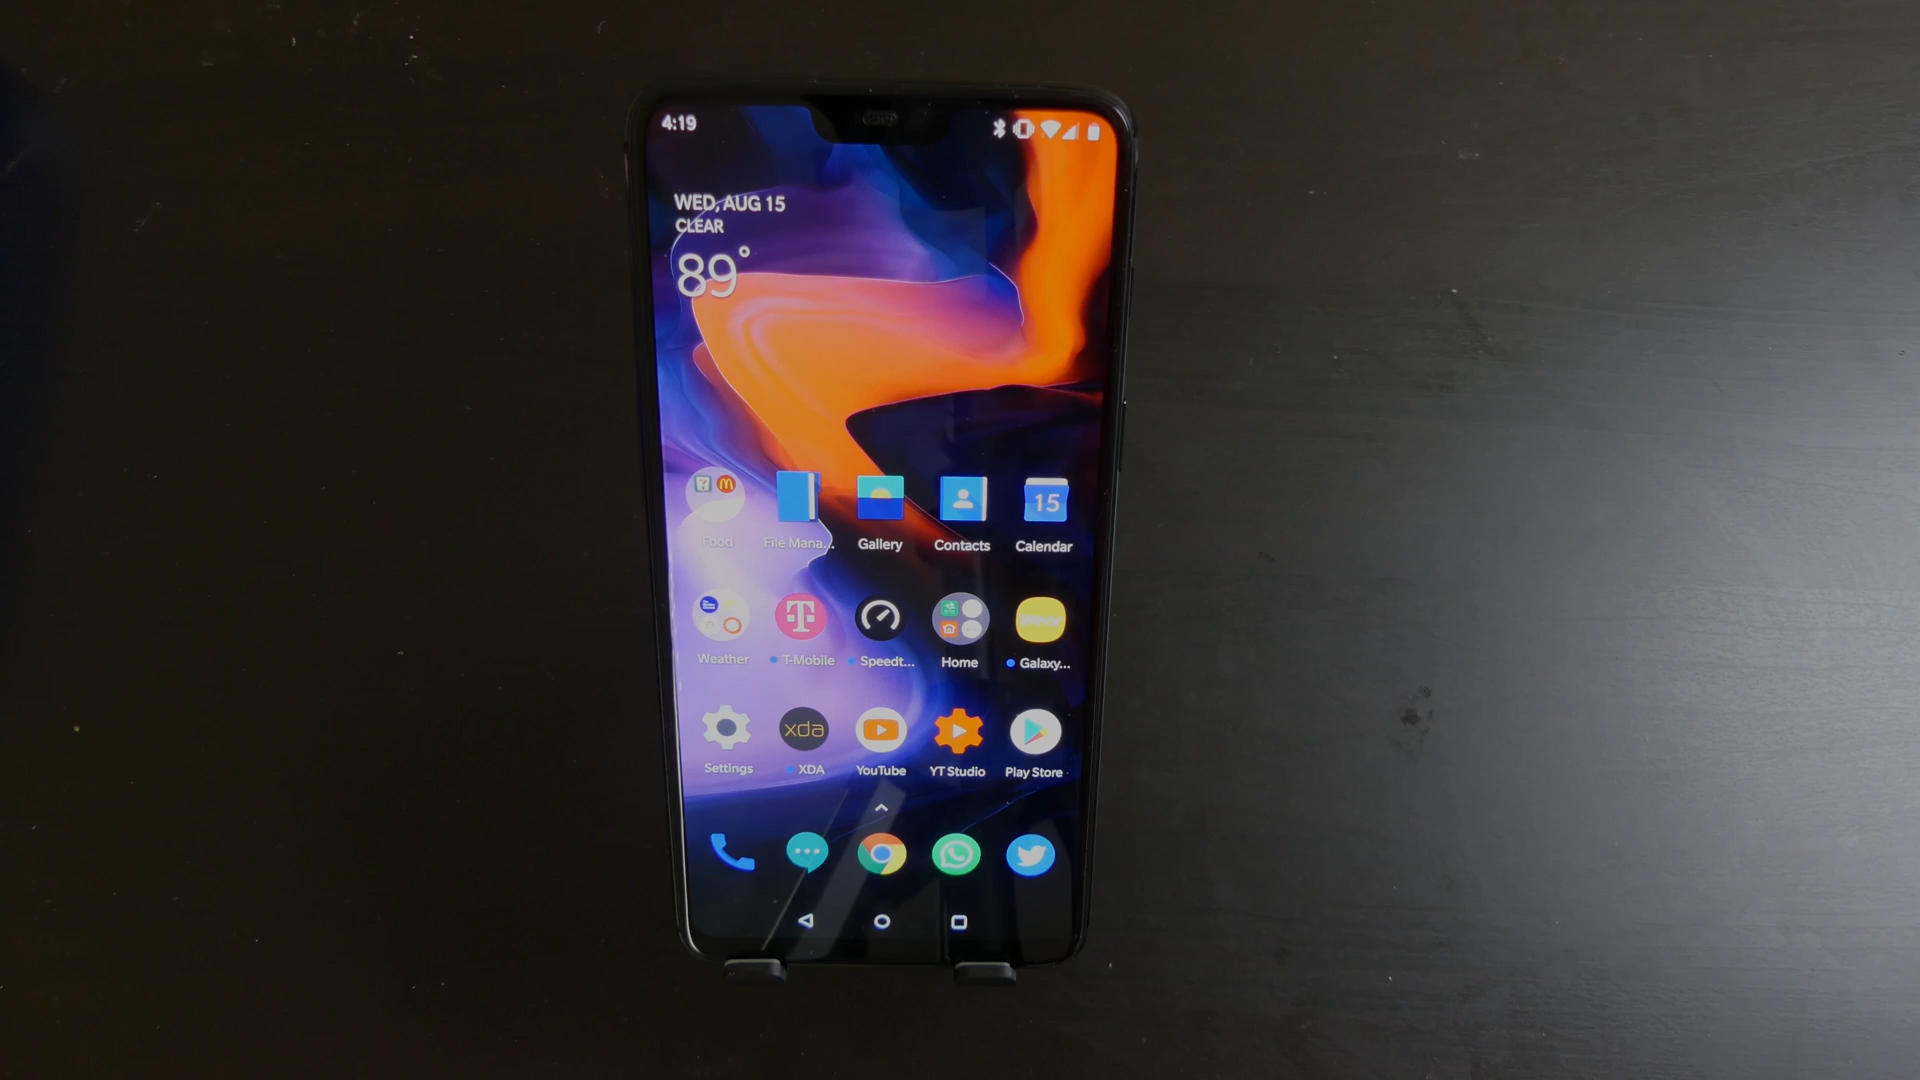 4:19
WED, AUG 15
CLEAR
89°
Food
File Mana...
Gallery
Contacts
15
Calendar
Weather
T
T-Mobile
Speedt...
Home
Galaxy...
Settings
xda
XDA
YouTube
YT Studio
Play Store